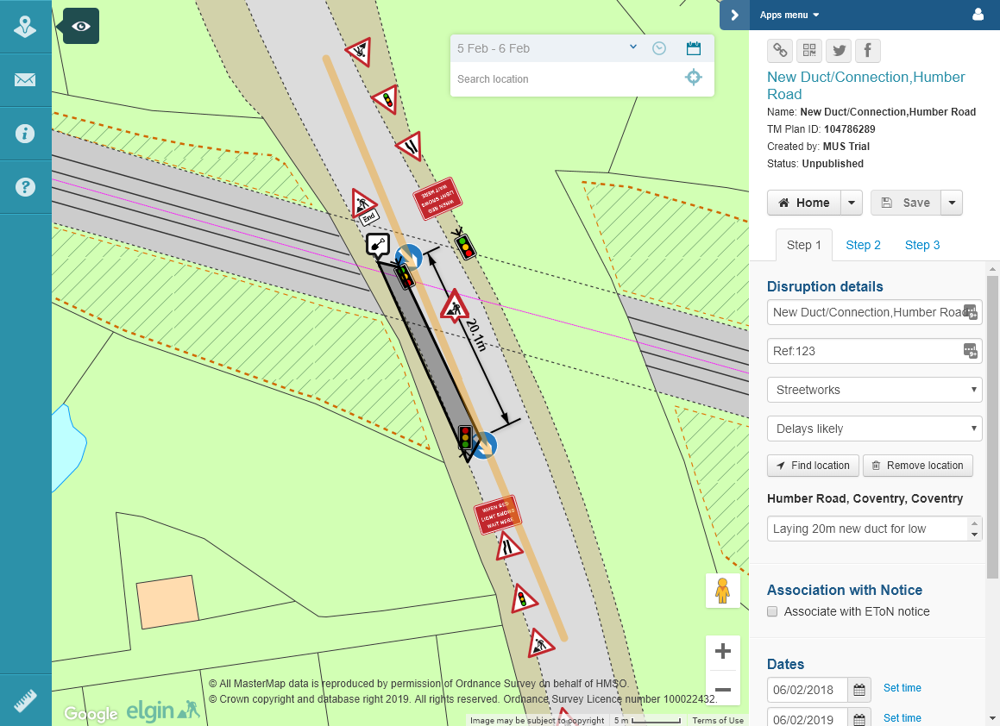 Apps menu
5 Feb - 6 Feb
Search location
New Duct/Connection,Humber
Road
Name: New Duct/Connection,Humber Road
TM Plan ID: 104786289
Created by: MUS Trial
Status: Unpublished
Home
Save
Step 1
Step 2
Step 3
Disruption details
New Duct/Connection,Humber Road
Ref:123
Streetworks
Delays likely
Find location
Remove location
Humber Road, Coventry, Coventry
Laying 20m new duct for low
Association with Notice
Associate with EToN notice
Dates
06/02/2018
Set time
06/02/2019
Set time
WHEN RED
LIGHT SHOWS
WAIT HERE
End
20.1m
WHEN RED
LIGHT SHOWS
WAIT HERE
© All MasterMap data is reproduced by permission of Ordnance Survey on behalf of HMSO.
© Crown copyright and database right 2019. All rights reserved. Ordnance Survey Licence number 100022432.
Google
elgin
Image may be subject to copyright
5 m
Terms of Use